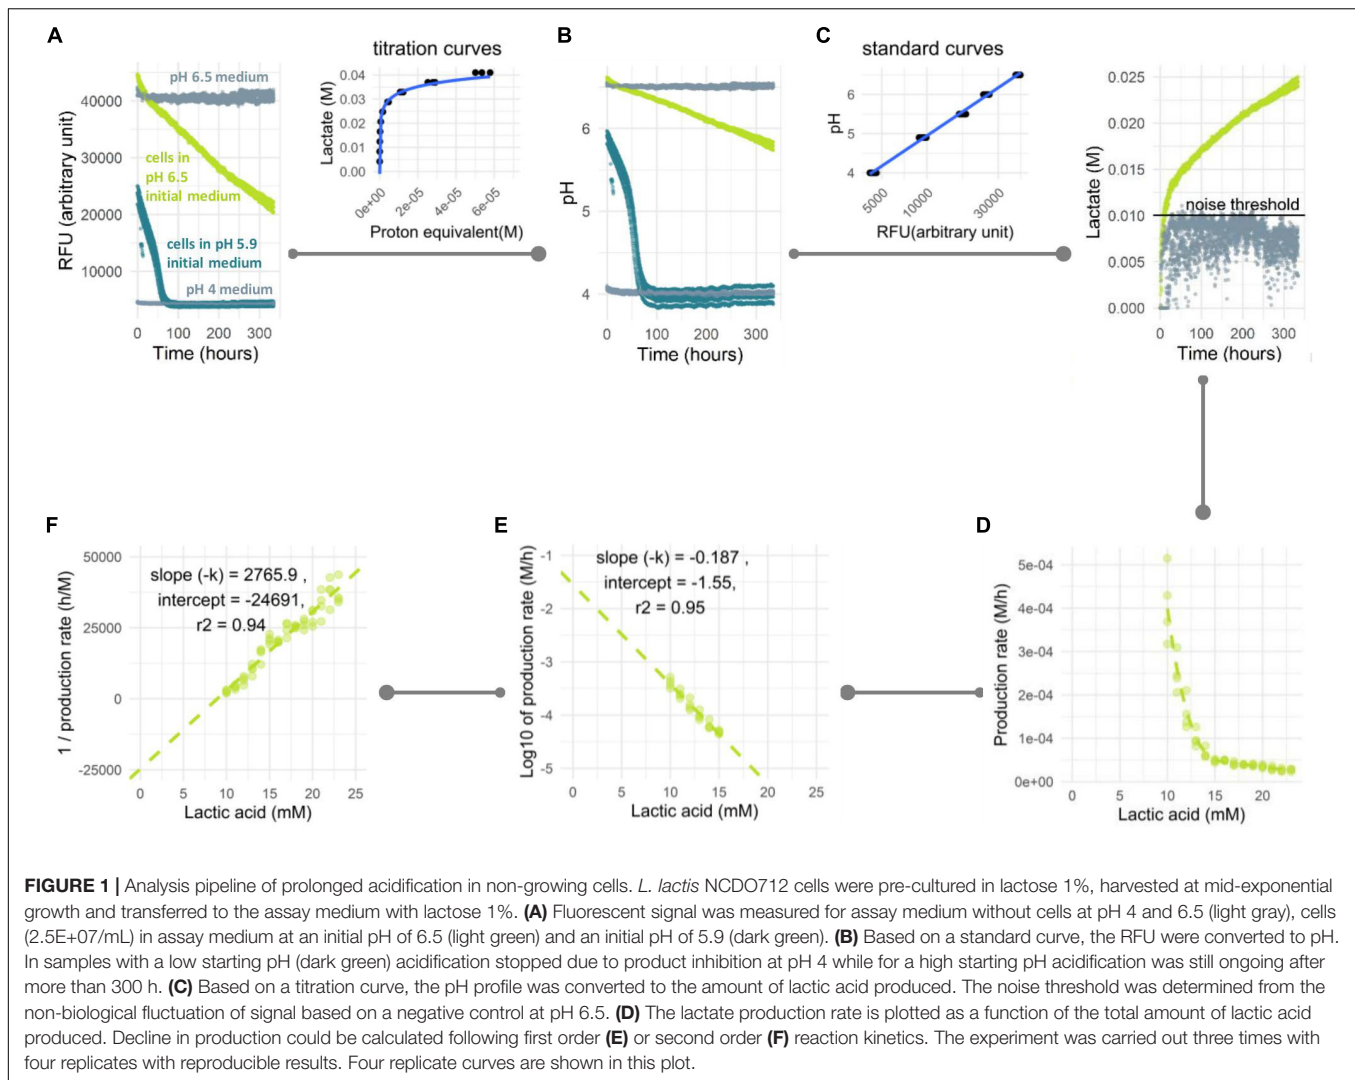 A
pH 6.5 medium
40000
30000
20000
10000
RFU (arbitrary unit)
cells in
pH 6.5
initial medium
cells in pH 5.9
initial medium
pH 4 medium
0 100 200 300
Time (hours)
titration curves
0.04
0.03
0.02
0.01
0.00
Lactate (M)
0e+00 2e-05 4e-05 6e-05
Proton equivalent(M)
B
6
5
4
pH
0 100 200 300
Time (hours)
C
standard curves
6
5
4
pH
5000 10000 30000
RFU(arbitrary unit)
0.025
0.020
0.015
0.010
0.005
0.000
Lactate (M)
noise threshold
0 100 200 300
Time (hours)
F
50000
25000
0
-25000
1 / production rate (h/M)
slope (-k) = 2765.9 ,
intercept = -24691,
r2 = 0.94
0 5 10 15 20 25
Lactic acid (mM)
E
-1
-2
-3
-4
-5
Log10 of production rate (M/h)
slope (-k) = -0.187 ,
intercept = -1.55,
r2 = 0.95
0 5 10 15 20 25
Lactic acid (mM)
D
5e-04
4e-04
3e-04
2e-04
1e-04
0e+00
Production rate (M/h)
0 5 10 15 20
Lactic acid (mM)
FIGURE 1 | Analysis pipeline of prolonged acidification in non-growing cells. L. lactis NCDO712 cells were pre-cultured in lactose 1%, harvested at mid-exponential
growth and transferred to the assay medium with lactose 1%. (A) Fluorescent signal was measured for assay medium without cells at pH 4 and 6.5 (light gray), cells
(2.5E+07/mL) in assay medium at an initial pH of 6.5 (light green) and an initial pH of 5.9 (dark green). (B) Based on a standard curve, the RFU were converted to pH.
In samples with a low starting pH (dark green) acidification stopped due to product inhibition at pH 4 while for a high starting pH acidification was still ongoing after
more than 300 h. (C) Based on a titration curve, the pH profile was converted to the amount of lactic acid produced. The noise threshold was determined from the
non-biological fluctuation of signal based on a negative control at pH 6.5. (D) The lactate production rate is plotted as a function of the total amount of lactic acid
produced. Decline in production could be calculated following first order (E) or second order (F) reaction kinetics. The experiment was carried out three times with
four replicates with reproducible results. Four replicate curves are shown in this plot.